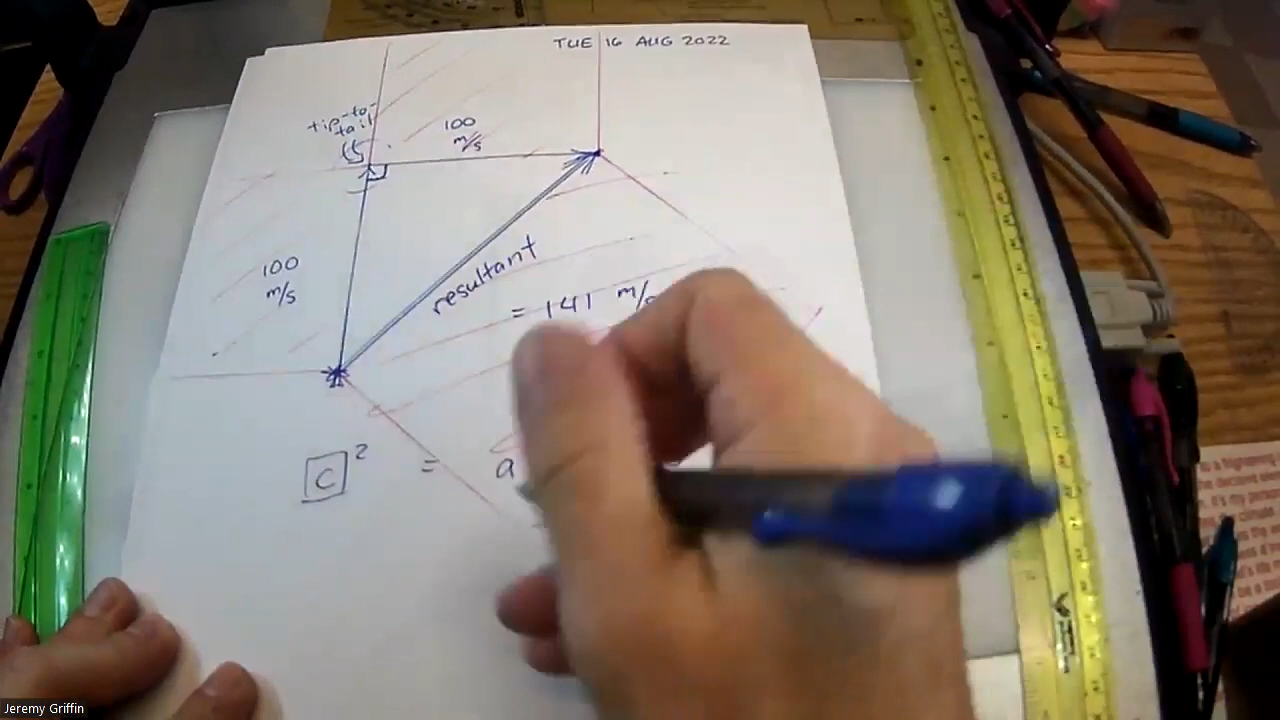 TUE 16 AUG 2022
tip-to-
tail
100
m/s
100
m/s
resultant
= 141 m/s
C² = a
Jeremy Griffin